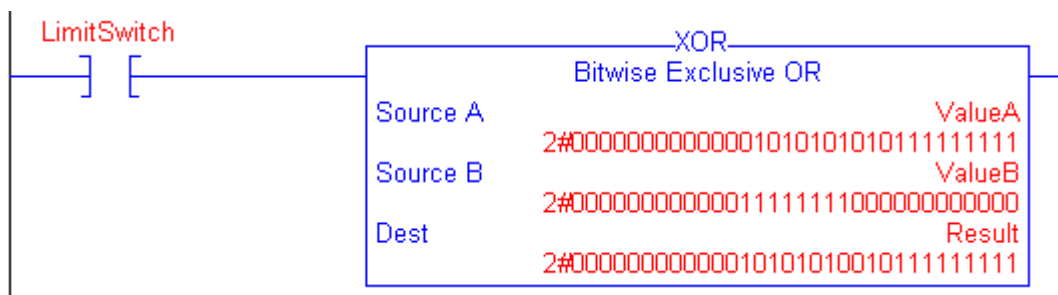 LimitSwitch
XOR
Bitwise Exclusive OR
Source A ValueA
2#00000000000001010101010111111111
Source B ValueB
2#00000000000011111111000000000000
Dest Result
2#00000000000010101010010111111111